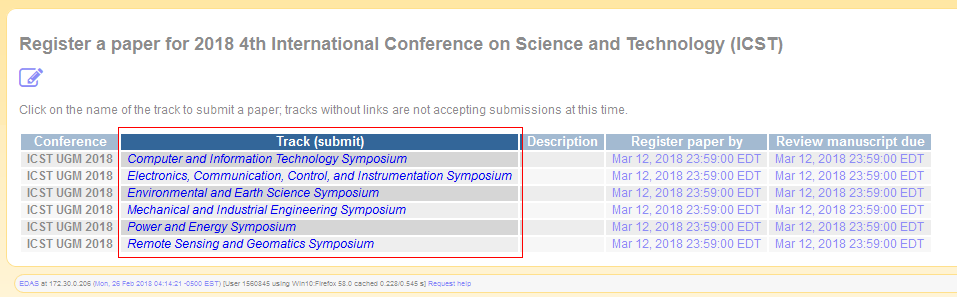 Register a paper for 2018 4th International Conference on Science and Technology (ICST)
Click on the name of the track to submit a paper; tracks without links are not accepting submissions at this time.
Conference Track (submit) Description Register paper by Review manuscript due
ICST UGM 2018 Computer and Information Technology Symposium Mar 12, 2018 23:59:00 EDT Mar 12, 2018 23:59:00 EDT
ICST UGM 2018 Electronics, Communication, Control, and Instrumentation Symposium Mar 12, 2018 23:59:00 EDT Mar 12, 2018 23:59:00 EDT
ICST UGM 2018 Environmental and Earth Science Symposium Mar 12, 2018 23:59:00 EDT Mar 12, 2018 23:59:00 EDT
ICST UGM 2018 Mechanical and Industrial Engineering Symposium Mar 12, 2018 23:59:00 EDT Mar 12, 2018 23:59:00 EDT
ICST UGM 2018 Power and Energy Symposium Mar 12, 2018 23:59:00 EDT Mar 12, 2018 23:59:00 EDT
ICST UGM 2018 Remote Sensing and Geomatics Symposium Mar 12, 2018 23:59:00 EDT Mar 12, 2018 23:59:00 EDT
EDAS at 172.30.0.206 (Mon, 26 Feb 2018 04:14:21 -0500 EST) [User 1560845 using Win10:Firefox 58.0 cached 0.228/0.545 s] Request help